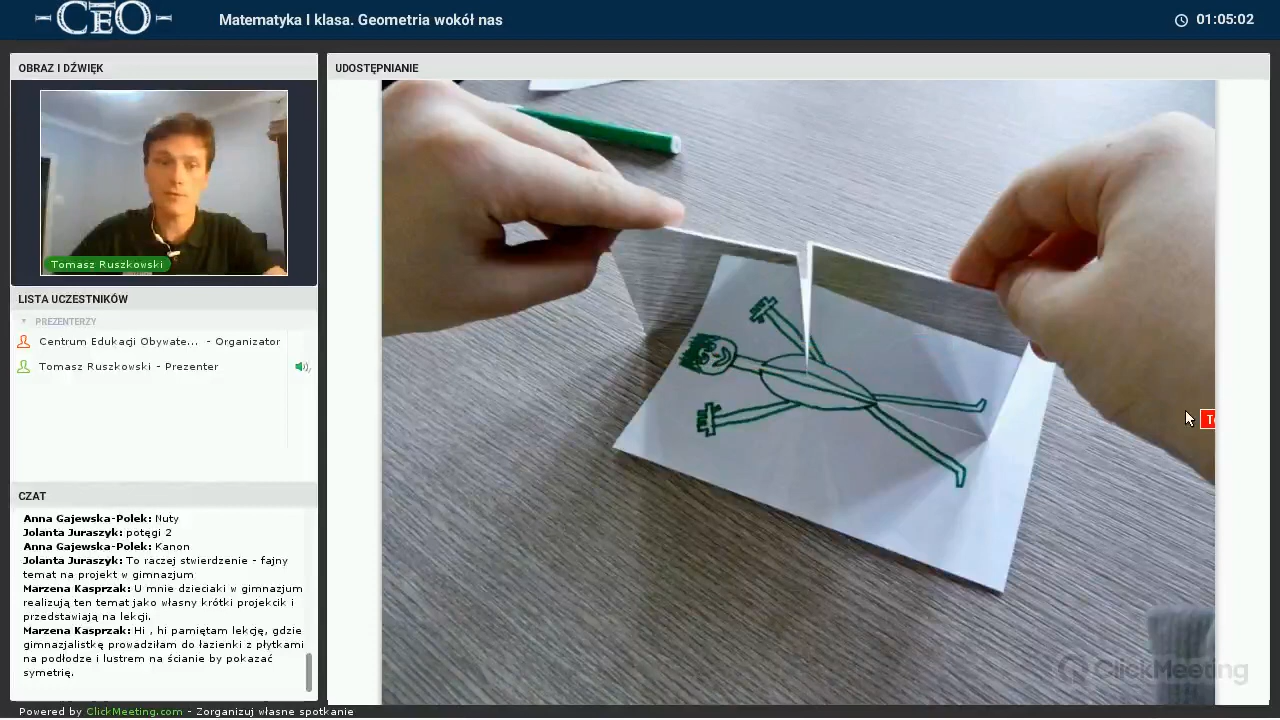 CEO
Matematyka I klasa. Geometria wokół nas
01:05:02
OBRAZ I DŹWIĘK
Tomasz Ruszkowski
LISTA UCZESTNIKÓW
PREZENTERZY
Centrum Edukacji Obywate... - Organizator
Tomasz Ruszkowski - Prezenter
CZAT
Anna Gajewska-Polek: Nuty
Jolanta Juraszyk: potęgi 2
Anna Gajewska-Polek: Kanon
Jolanta Juraszyk: To raczej stwierdzenie - fajny
temat na projekt w gimnazjum
Marzena Kasprzak: U mnie dzieciaki w gimnazjum
realizują ten temat jako własny krótki projekcik i
przedstawiają na lekcji.
Marzena Kasprzak: Hi , hi pamiętam lekcję, gdzie
gimnazjalistkę prowadziłam do łazienki z płytkami
na podłodze i lustrem na ścianie by pokazać
symetrię.
UDOSTĘPNIANIE
ClickMeeting
Powered by ClickMeeting.com - Zorganizuj własne spotkanie